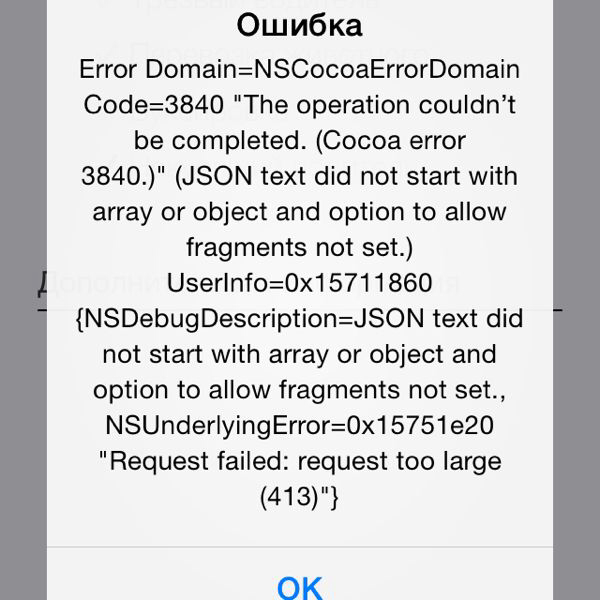 Трезвый водитель
Ошибка
Error Domain=NSCocoaErrorDomain
Code=3840 "The operation couldn’t
be completed. (Cocoa error
3840.)" (JSON text did not start with
array or object and option to allow
fragments not set.)
UserInfo=0x15711860
{NSDebugDescription=JSON text did
not start with array or object and
option to allow fragments not set.,
NSUnderlyingError=0x15751e20
"Request failed: request too large
(413)"}
OK